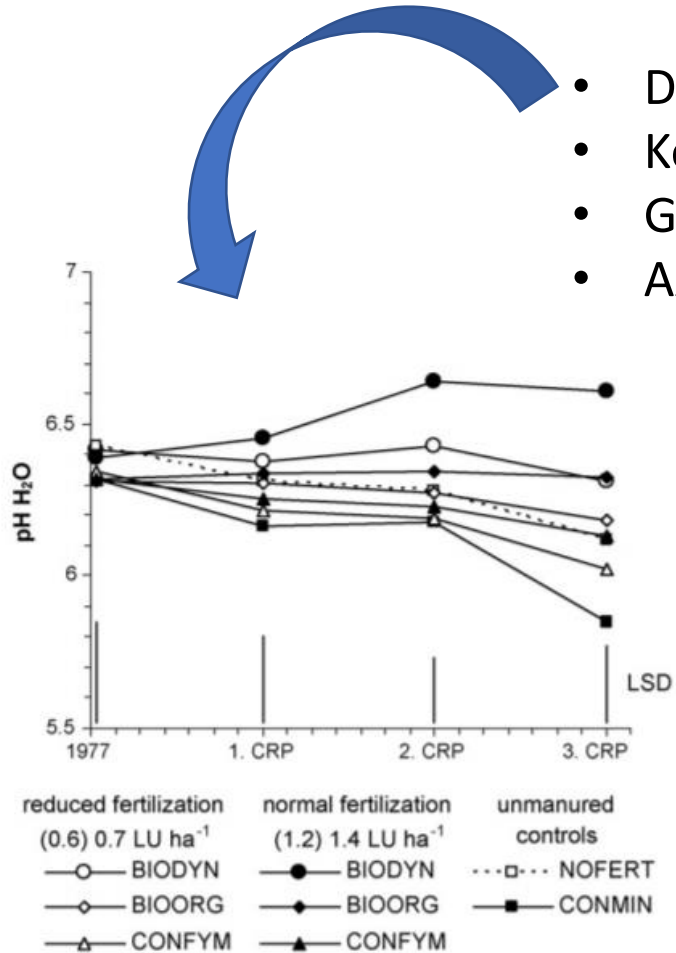 7
6.5
pH H₂O
6
LSD
5.5
1977 1. CRP 2. CRP 3. CRP
reduced fertilization normal fertilization unmanured
(0.6) 0.7 LU ha⁻¹ (1.2) 1.4 LU ha⁻¹ controls
BIODYN BIODYN NOFERT
BIOORG BIOORG CONMIN
CONFYM CONFYM